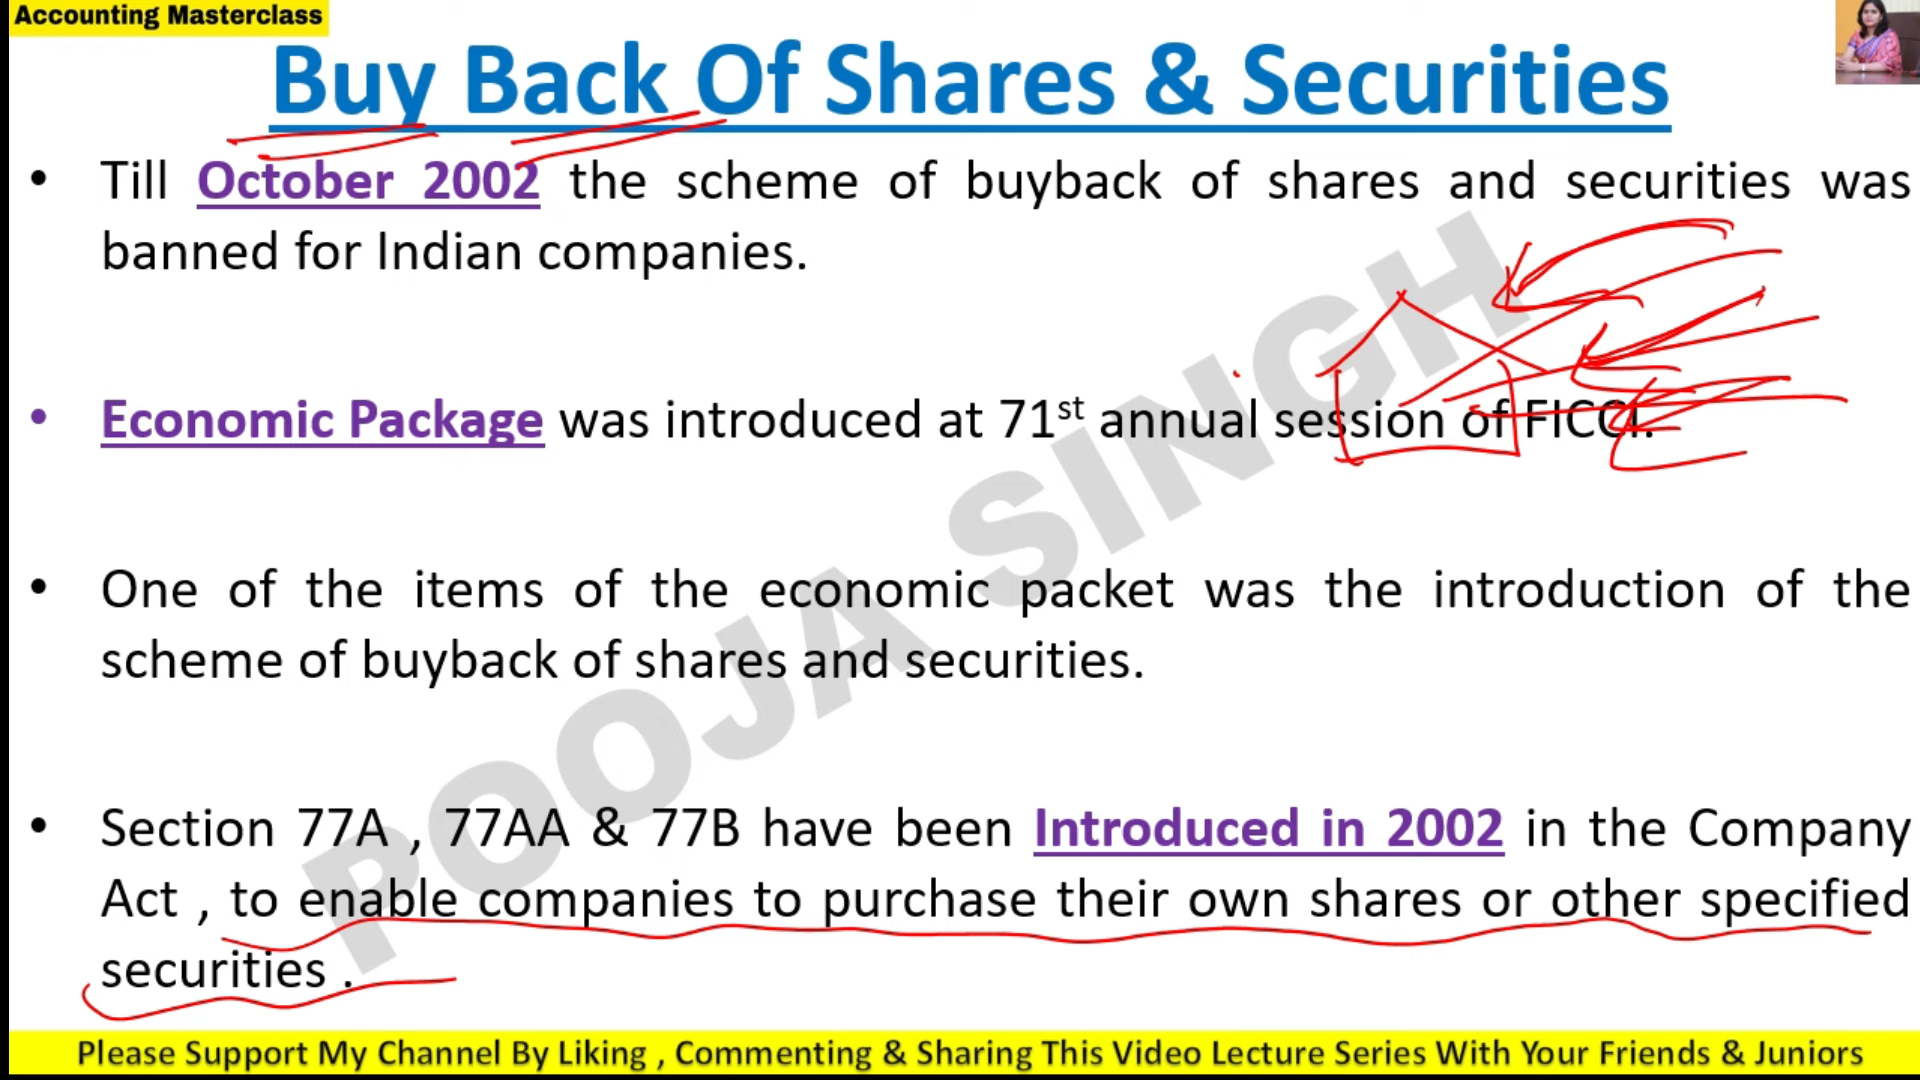 Accounting Masterclass
Buy Back Of Shares & Securities
• Till October 2002 the scheme of buyback of shares and securities was
banned for Indian companies.
• Economic Package was introduced at 71st annual session of FICCI.
• One of the items of the economic packet was the introduction of the
scheme of buyback of shares and securities.
• Section 77A , 77AA & 77B have been Introduced in 2002 in the Company
Act , to enable companies to purchase their own shares or other specified
securities .
POOJA SINGH
Please Support My Channel By Liking , Commenting & Sharing This Video Lecture Series With Your Friends & Juniors